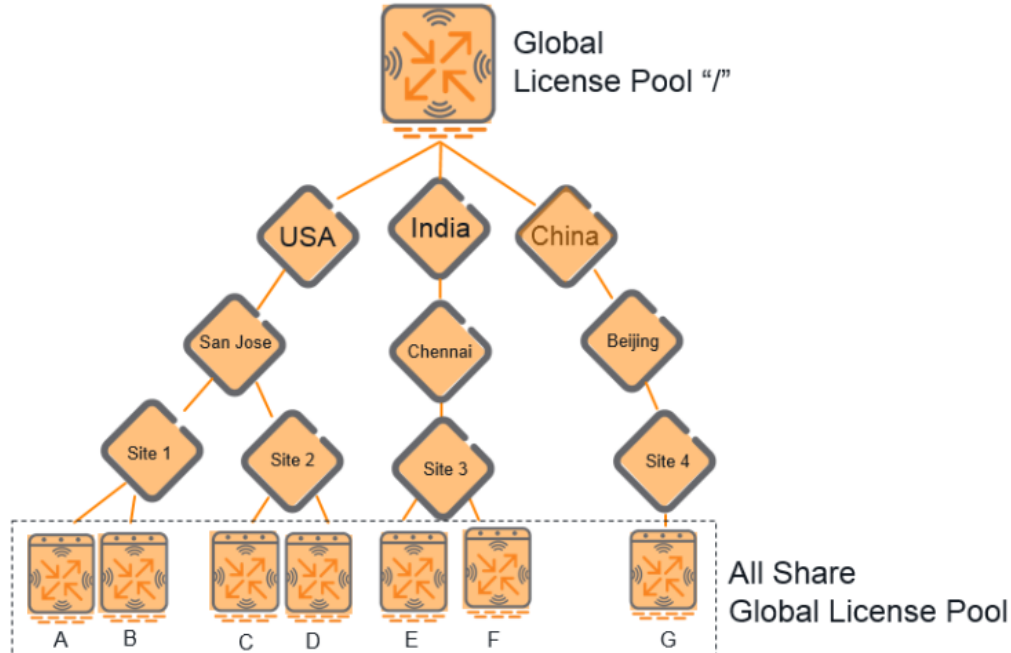 Global
License Pool “/”
USA
India
China
San Jose
Chennai
Beijing
Site 1
Site 2
Site 3
Site 4
All Share
Global License Pool
A
B
C
D
E
F
G